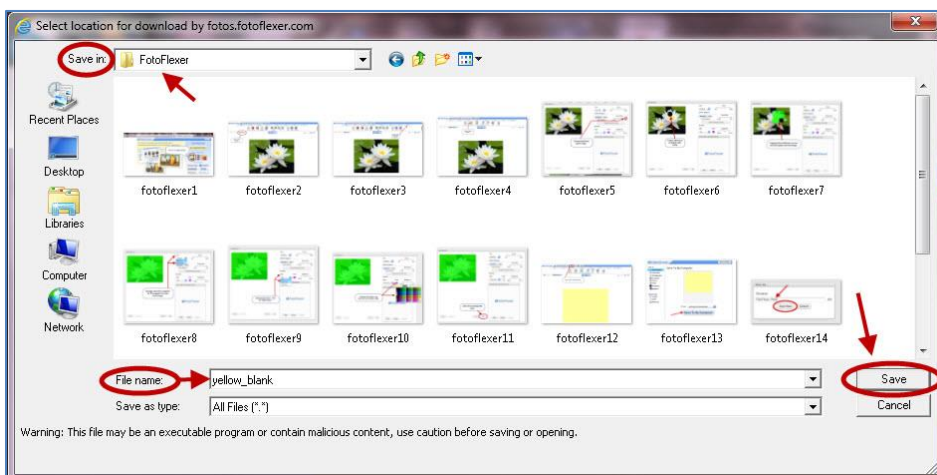 Select location for download by fotos.fotoflexer.com
Save in:
FotoFlexer
Recent Places
Desktop
Libraries
Computer
Network
fotoflexer1
fotoflexer2
fotoflexer3
fotoflexer4
fotoflexer5
fotoflexer6
fotoflexer7
fotoflexer8
fotoflexer9
fotoflexer10
fotoflexer11
fotoflexer12
fotoflexer13
fotoflexer14
File name:
yellow_blank
Save
Save as type:
All Files (*.*)
Cancel
Warning: This file may be an executable program or contain malicious content, use caution before saving or opening.